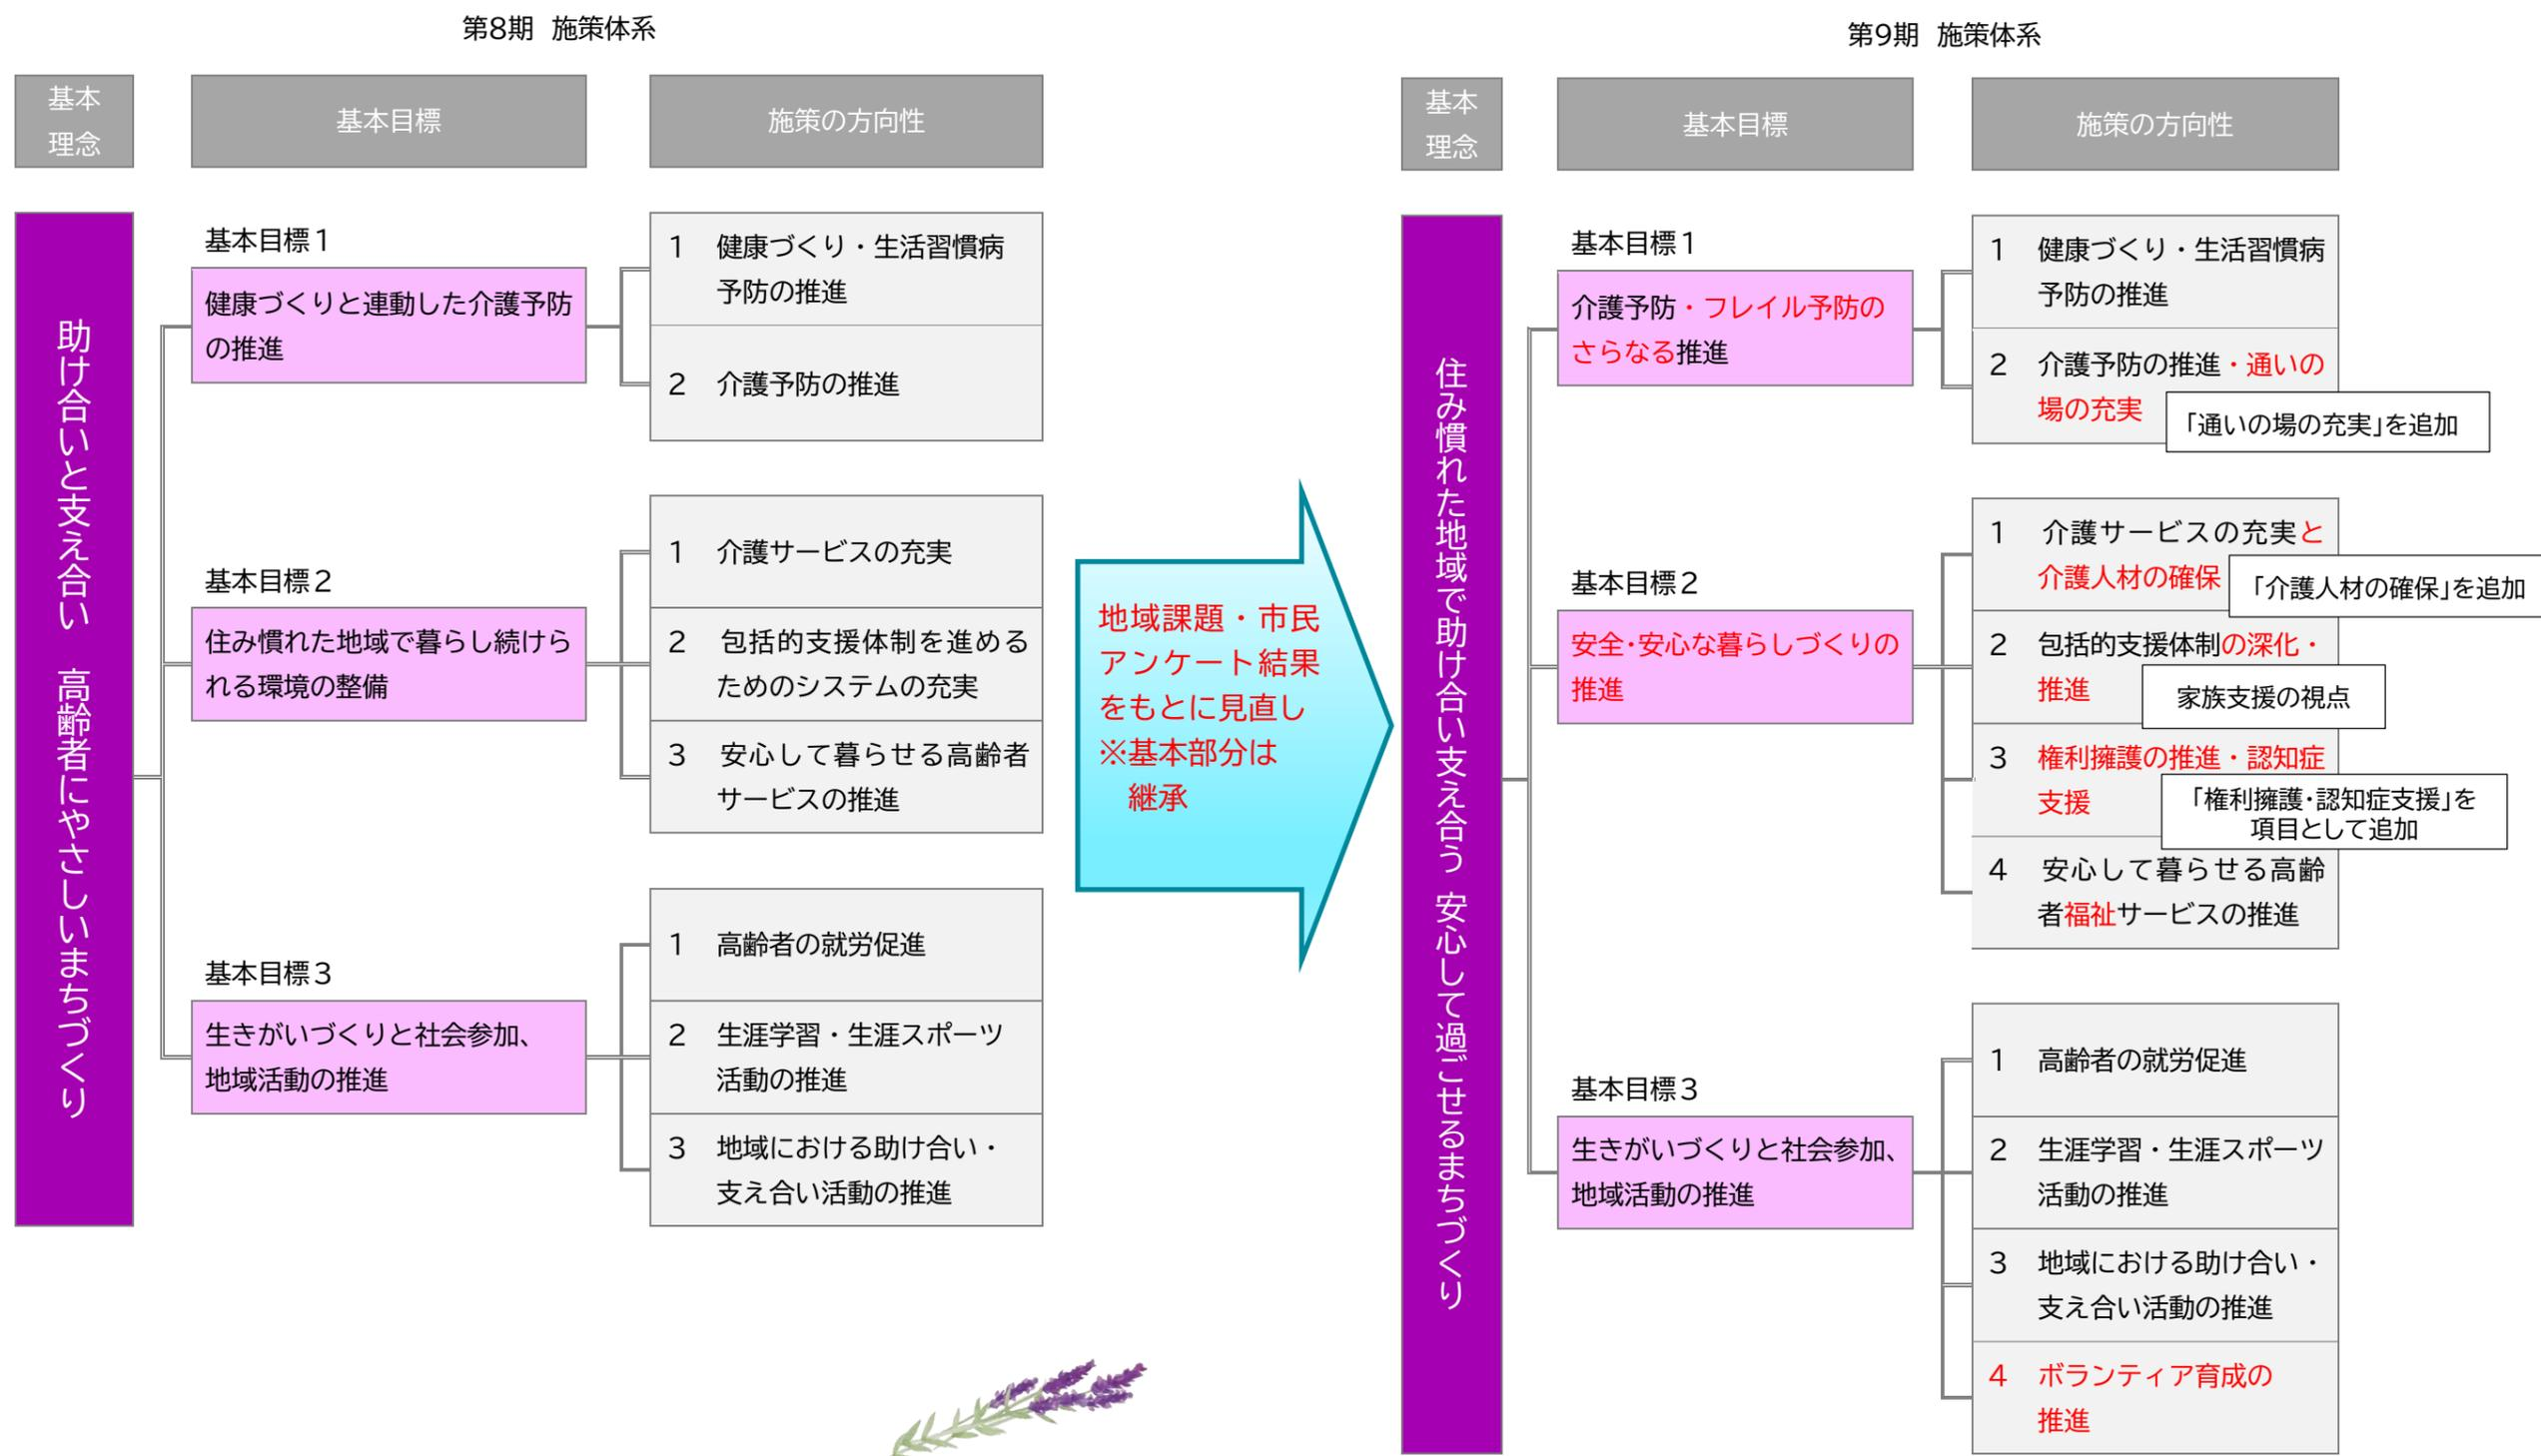 第8期　施策体系
基本
理念
基本目標
施策の方向性
助け合いと支え合い　高齢者にやさしいまちづくり
基本目標１
健康づくりと連動した介護予防
の推進
1　健康づくり・生活習慣病
予防の推進
2　介護予防の推進
基本目標２
住み慣れた地域で暮らし続けら
れる環境の整備
1　介護サービスの充実
2　包括的支援体制を進める
ためのシステムの充実
3　安心して暮らせる高齢者
サービスの推進
基本目標３
生きがいづくりと社会参加、
地域活動の推進
1　高齢者の就労促進
2　生涯学習・生涯スポーツ
活動の推進
3　地域における助け合い・
支え合い活動の推進
地域課題・市民
アンケート結果
をもとに見直し
※基本部分は
継承
第9期　施策体系
基本
理念
基本目標
施策の方向性
住み慣れた地域で助け合い支え合う　安心して過ごせるまちづくり
基本目標１
介護予防・フレイル予防の
さらなる推進
1　健康づくり・生活習慣病
予防の推進
2　介護予防の推進・通いの
場の充実
「通いの場の充実」を追加
基本目標２
安全・安心な暮らしづくりの
推進
1　介護サービスの充実と
介護人材の確保
「介護人材の確保」を追加
2　包括的支援体制の深化・
推進
家族支援の視点
3　権利擁護の推進・認知症
支援
「権利擁護・認知症支援」を
項目として追加
4　安心して暮らせる高齢
者福祉サービスの推進
基本目標３
生きがいづくりと社会参加、
地域活動の推進
1　高齢者の就労促進
2　生涯学習・生涯スポーツ
活動の推進
3　地域における助け合い・
支え合い活動の推進
4　ボランティア育成の
推進